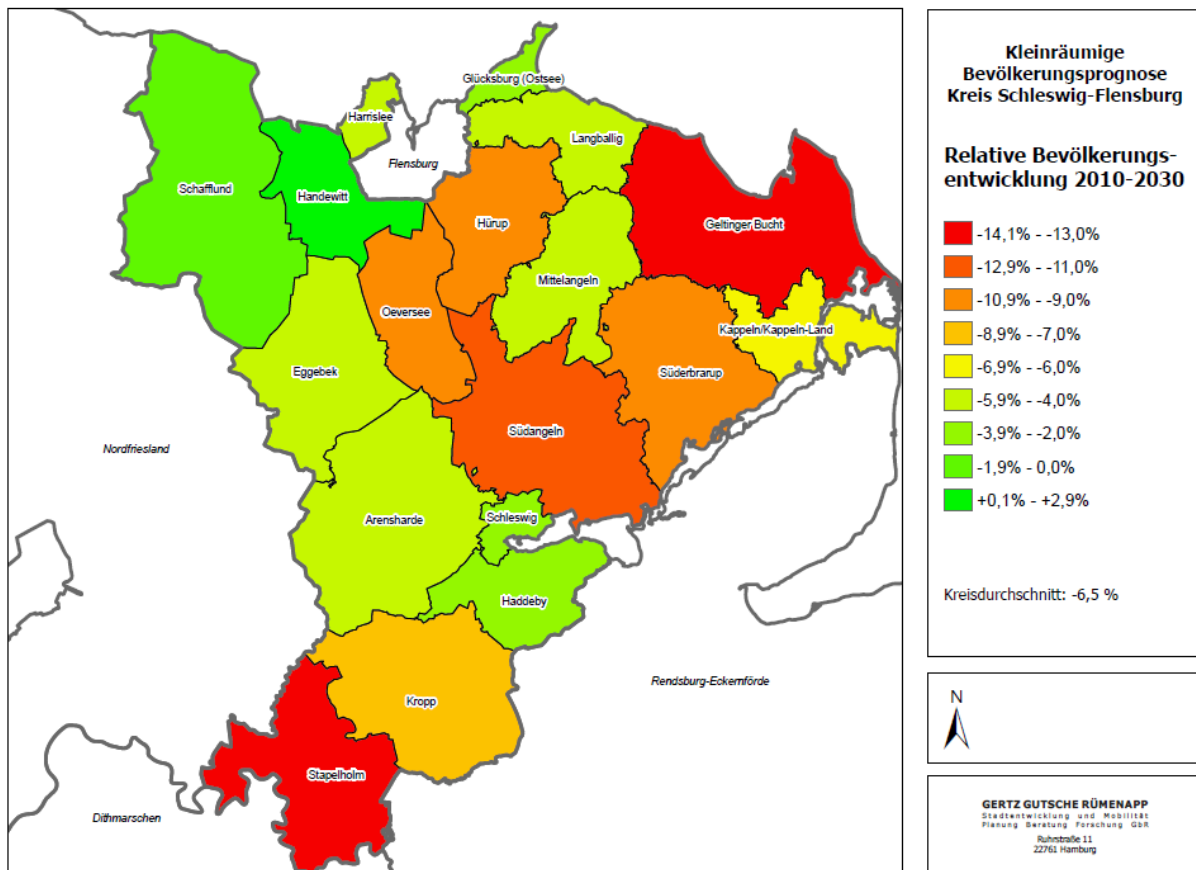 Glücksburg (Ostsee)
Harrislee
Langballig
Flensburg
Schafflund
Handewitt
Hürup
Geltinger Bucht
Mittelangeln
Oeversee
Kappeln/Kappeln-Land
Eggebek
Süderbrarup
Südangeln
Nordfriesland
Arensharde
Schleswig
Haddeby
Rendsburg-Eckernförde
Kropp
Stapelholm
Dithmarschen
Kleinräumige
Bevölkerungsprognose
Kreis Schleswig-Flensburg
Relative Bevölkerungs-
entwicklung 2010-2030
-14,1% - -13,0%
-12,9% - -11,0%
-10,9% - -9,0%
-8,9% - -7,0%
-6,9% - -6,0%
-5,9% - -4,0%
-3,9% - -2,0%
-1,9% - 0,0%
+0,1% - +2,9%
Kreisdurchschnitt: -6,5 %
N
GERTZ GUTSCHE RÜMENAPP
Stadtentwicklung und Mobilität
Planung Beratung Forschung GbR
Ruhrstraße 11
22761 Hamburg